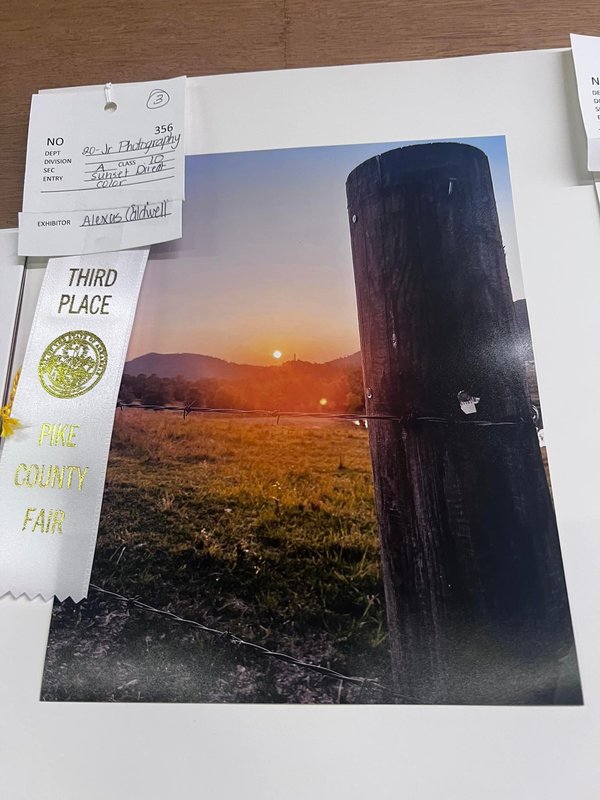 3
356
NO
DEPT 20-Jr Photography
DIVISION A CLASS 10
SEC Sunset Direct
ENTRY Color
EXHIBITOR Alexus Caldwell
THIRD
PLACE
PIKE
COUNTY
FAIR
N